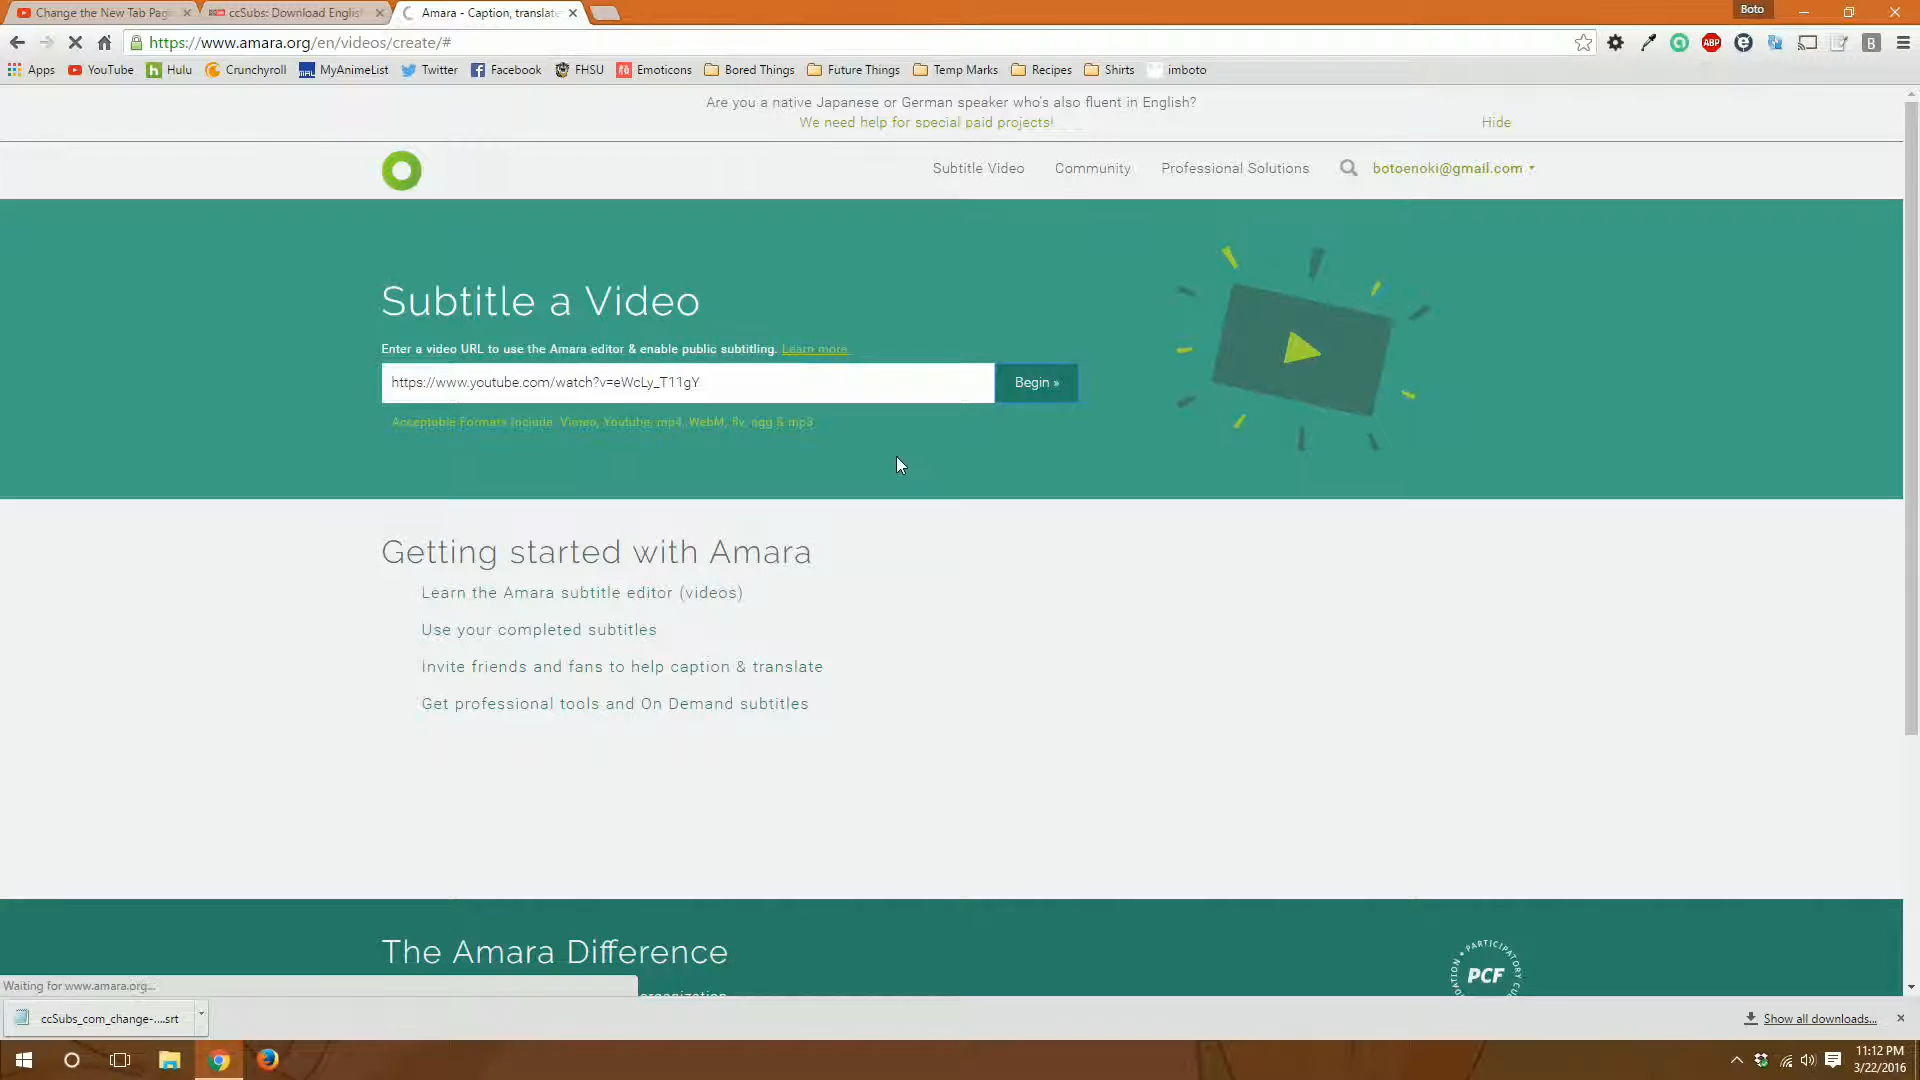 Change the New Tab Pag
ccSubs: Download Englis
Amara - Caption, translate
Boto
https://www.amara.org/en/videos/create/#
ABP
B
Apps
YouTube
Hulu
Crunchyroll
MyAnimeList
Twitter
Facebook
FHSU
Emoticons
Bored Things
Future Things
Temp Marks
Recipes
Shirts
imboto
Are you a native Japanese or German speaker who's also fluent in English?
We need help for special paid projects!
Hide
Subtitle Video
Community
Professional Solutions
botoenoki@gmail.com
Subtitle a Video
Enter a video URL to use the Amara editor & enable public subtitling. Learn more.
https://www.youtube.com/watch?v=eWcLy_T11gY
Begin »
Acceptable Formats include: Vimeo, Youtube, mp4, WebM, flv, ogg & mp3
Getting started with Amara
Learn the Amara subtitle editor (videos)
Use your completed subtitles
Invite friends and fans to help caption & translate
Get professional tools and On Demand subtitles
The Amara Difference
organization
PARTICIPATORY
PCF
Waiting for www.amara.org...
ccSubs_com_change-....srt
Show all downloads...
11:12 PM
3/22/2016